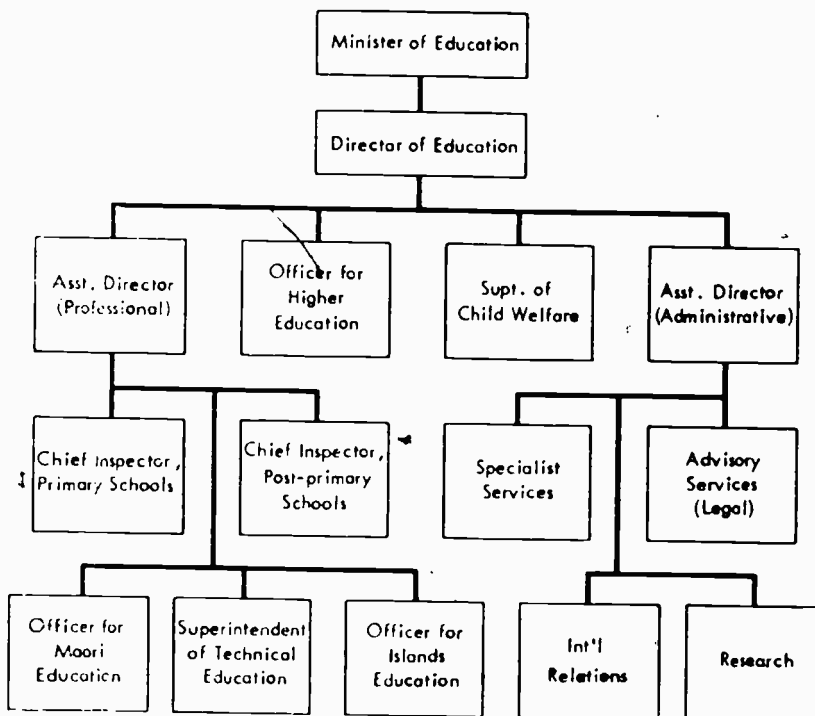 Minister of Education
Director of Education
Asst. Director
(Professional)
Officer for
Higher
Education
Supt. of
Child Welfare
Asst. Director
(Administrative)
Chief Inspector,
Primary Schools
Chief Inspector,
Post-primary
Schools
Specialist
Services
Advisory
Services
(Legal)
Officer for
Maori
Education
Superintendent
of Technical
Education
Officer for
Islands
Education
Int'l
Relations
Research